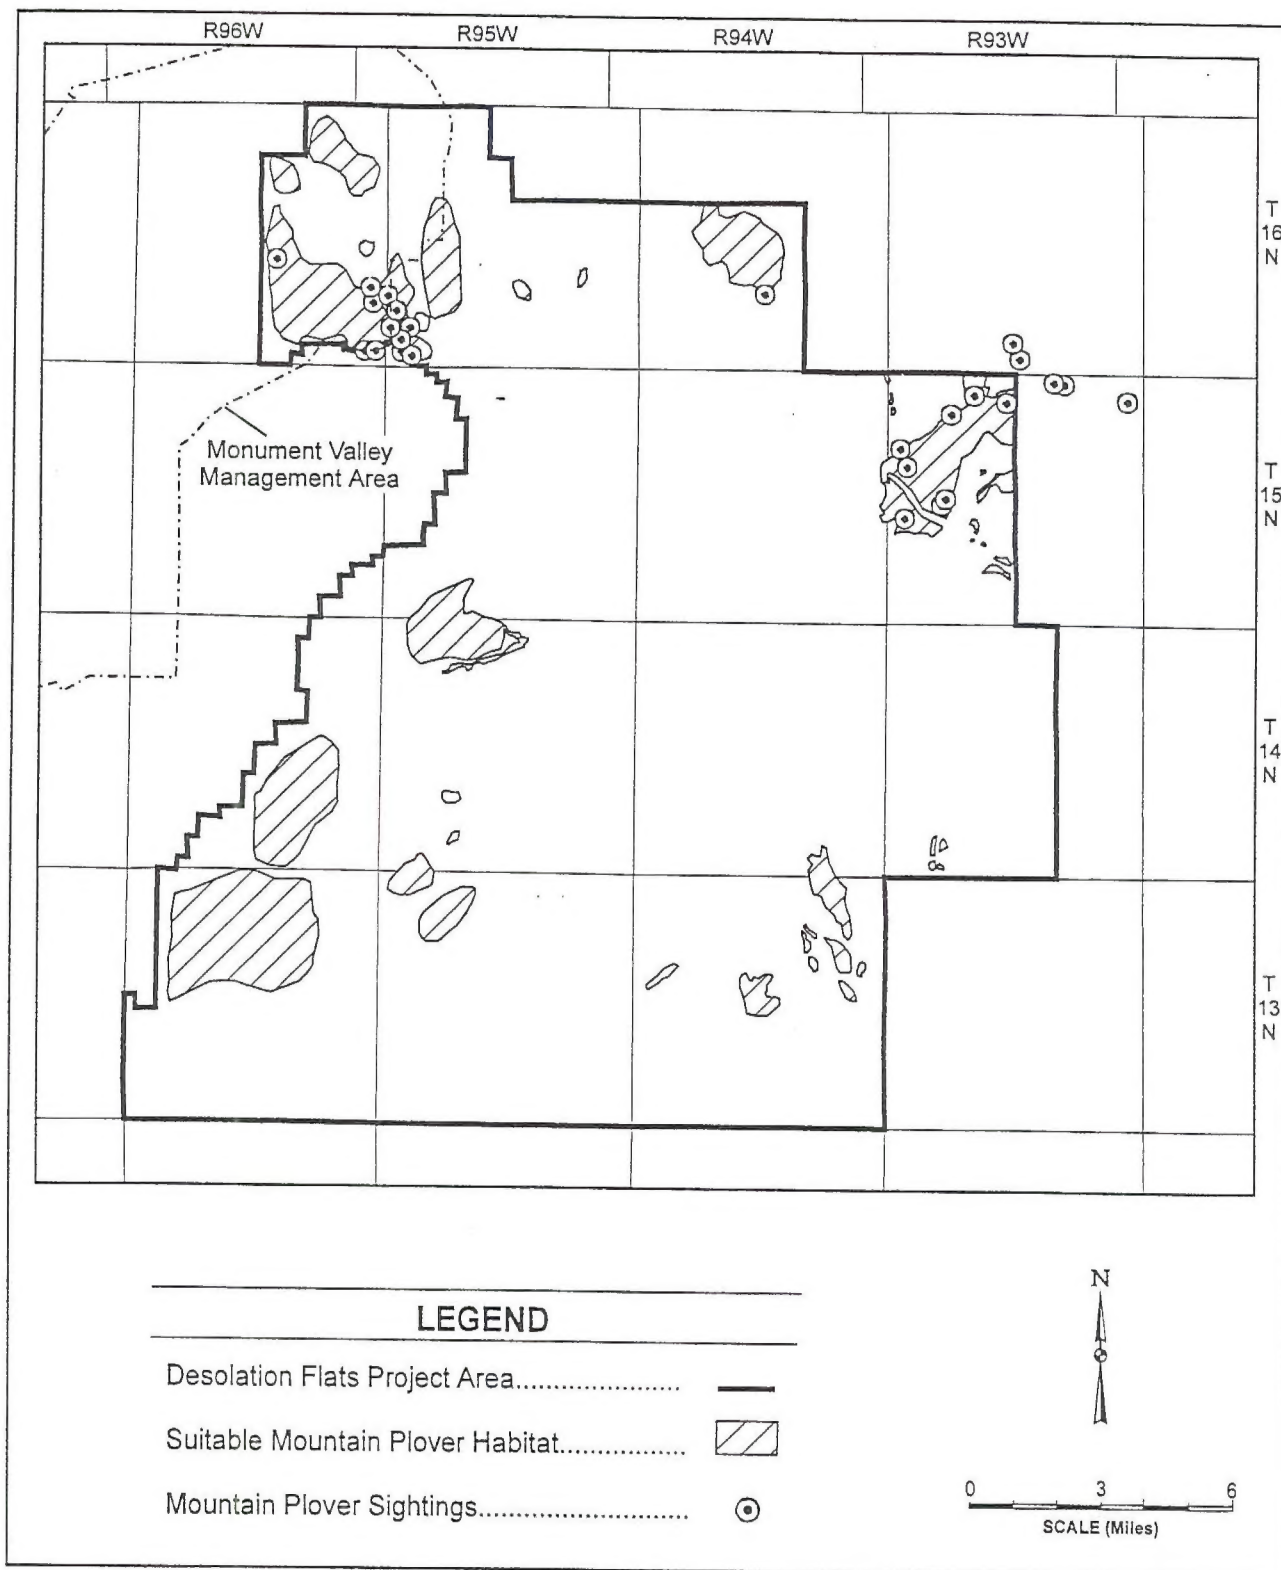 R96W R95W R94W R93W
T
16
N
Monument Valley
Management Area
T
15
N
T
14
N
T
13
N
LEGEND
Desolation Flats Project Area......................
Suitable Mountain Plover Habitat.................
Mountain Plover Sightings............................
N
0 3 6
SCALE (Miles)